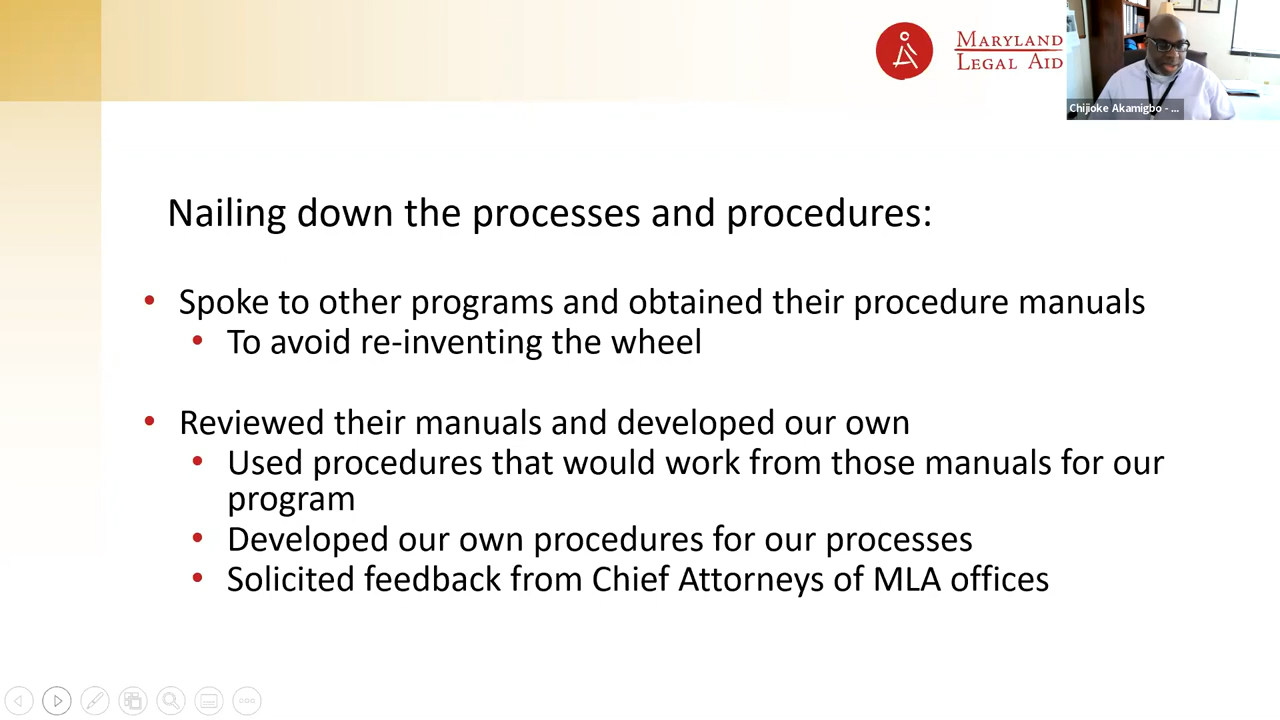 MARYLAND
LEGAL AID
Chijioke Akamigbo - ...
Nailing down the processes and procedures:
• Spoke to other programs and obtained their procedure manuals
• To avoid re-inventing the wheel
• Reviewed their manuals and developed our own
• Used procedures that would work from those manuals for our
program
• Developed our own procedures for our processes
• Solicited feedback from Chief Attorneys of MLA offices